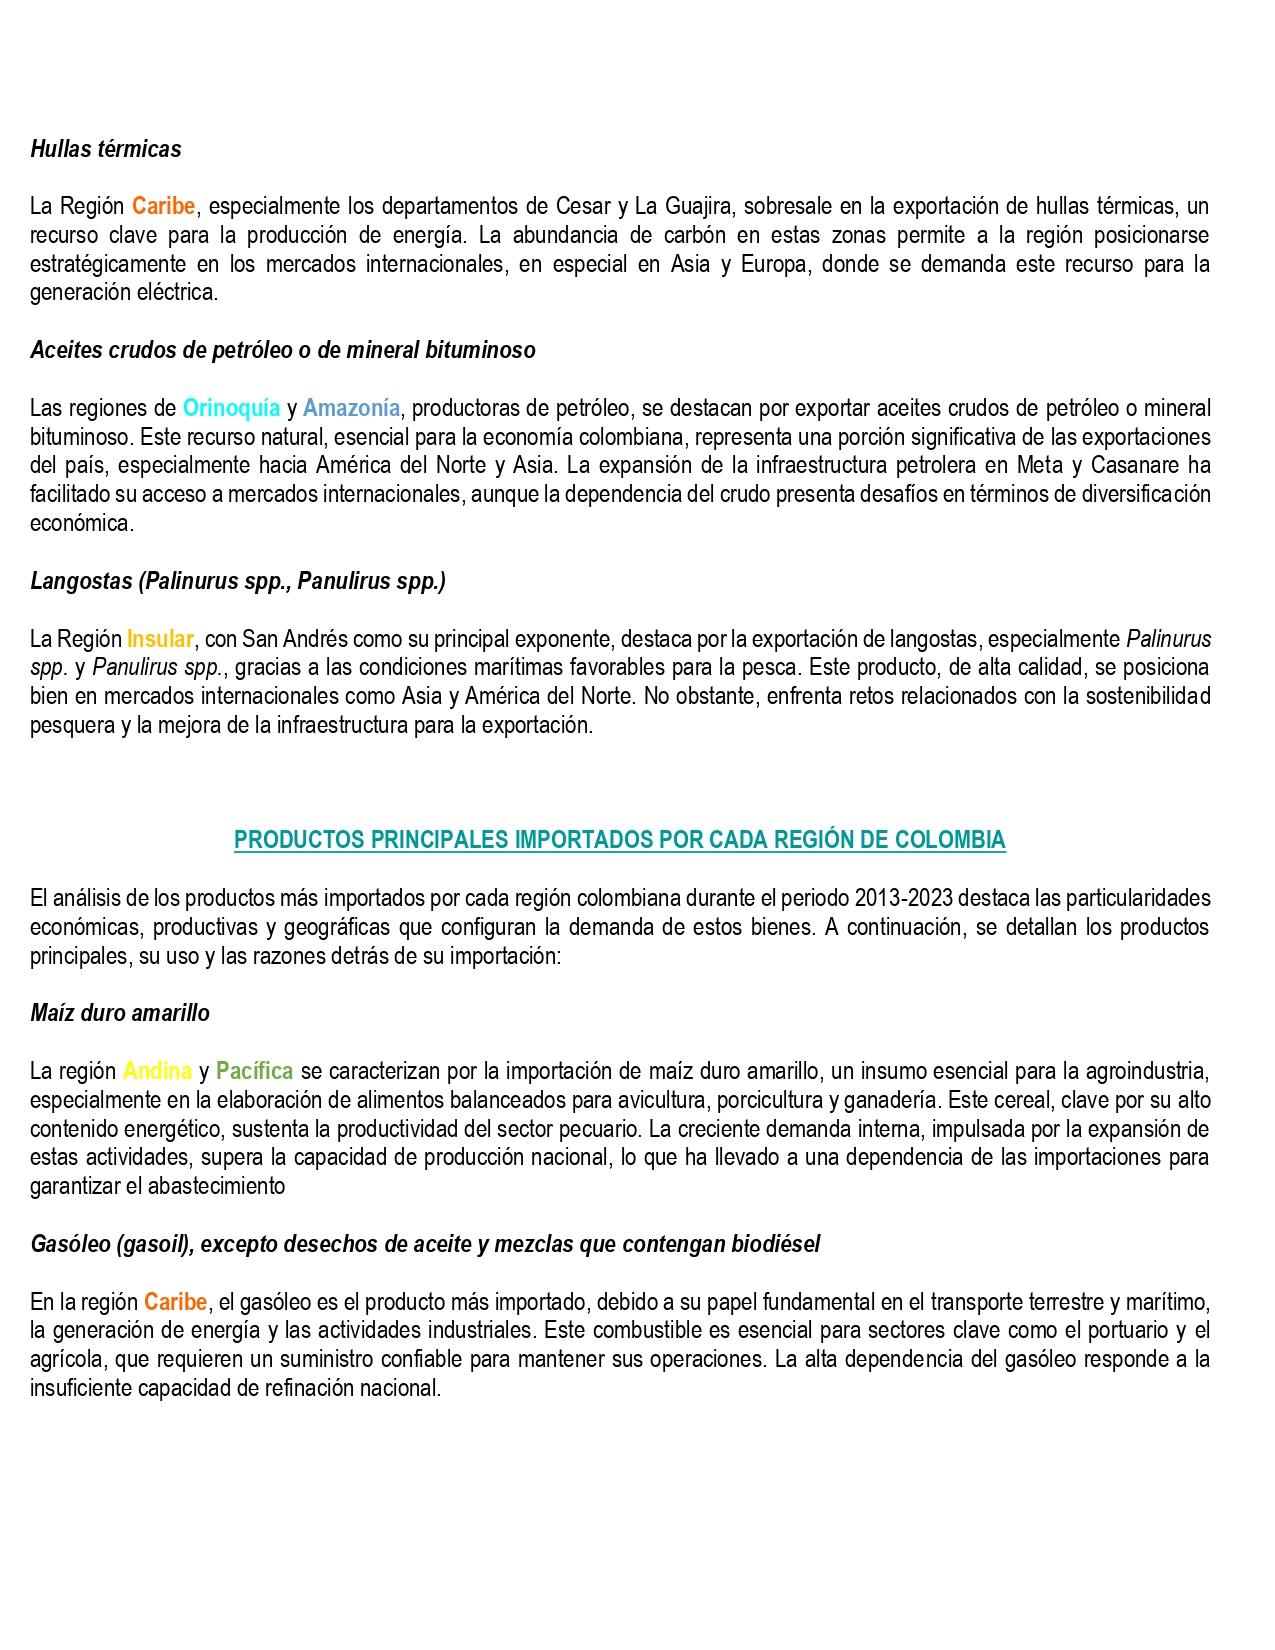 Hullas térmicas
La Región Caribe, especialmente los departamentos de Cesar y La Guajira, sobresale en la exportación de hullas térmicas, un
recurso clave para la producción de energía. La abundancia de carbón en estas zonas permite a la región posicionarse
estratégicamente en los mercados internacionales, en especial en Asia y Europa, donde se demanda este recurso para la
generación eléctrica.
Aceites crudos de petróleo o de mineral bituminoso
Las regiones de Orinoquía y Amazonía, productoras de petróleo, se destacan por exportar aceites crudos de petróleo o mineral
bituminoso. Este recurso natural, esencial para la economía colombiana, representa una porción significativa de las exportaciones
del país, especialmente hacia América del Norte y Asia. La expansión de la infraestructura petrolera en Meta y Casanare ha
facilitado su acceso a mercados internacionales, aunque la dependencia del crudo presenta desafíos en términos de diversificación
económica.
Langostas (Palinurus spp., Panulirus spp.)
La Región Insular, con San Andrés como su principal exponente, destaca por la exportación de langostas, especialmente Palinurus
spp. y Panulirus spp., gracias a las condiciones marítimas favorables para la pesca. Este producto, de alta calidad, se posiciona
bien en mercados internacionales como Asia y América del Norte. No obstante, enfrenta retos relacionados con la sostenibilidad
pesquera y la mejora de la infraestructura para la exportación.
PRODUCTOS PRINCIPALES IMPORTADOS POR CADA REGIÓN DE COLOMBIA
El análisis de los productos más importados por cada región colombiana durante el periodo 2013-2023 destaca las particularidades
económicas, productivas y geográficas que configuran la demanda de estos bienes. A continuación, se detallan los productos
principales, su uso y las razones detrás de su importación:
Maíz duro amarillo
La región Andina y Pacífica se caracterizan por la importación de maíz duro amarillo, un insumo esencial para la agroindustria,
especialmente en la elaboración de alimentos balanceados para avicultura, porcicultura y ganadería. Este cereal, clave por su alto
contenido energético, sustenta la productividad del sector pecuario. La creciente demanda interna, impulsada por la expansión de
estas actividades, supera la capacidad de producción nacional, lo que ha llevado a una dependencia de las importaciones para
garantizar el abastecimiento
Gasóleo (gasoil), excepto desechos de aceite y mezclas que contengan biodiésel
En la región Caribe, el gasóleo es el producto más importado, debido a su papel fundamental en el transporte terrestre y marítimo,
la generación de energía y las actividades industriales. Este combustible es esencial para sectores clave como el portuario y el
agrícola, que requieren un suministro confiable para mantener sus operaciones. La alta dependencia del gasóleo responde a la
insuficiente capacidad de refinación nacional.